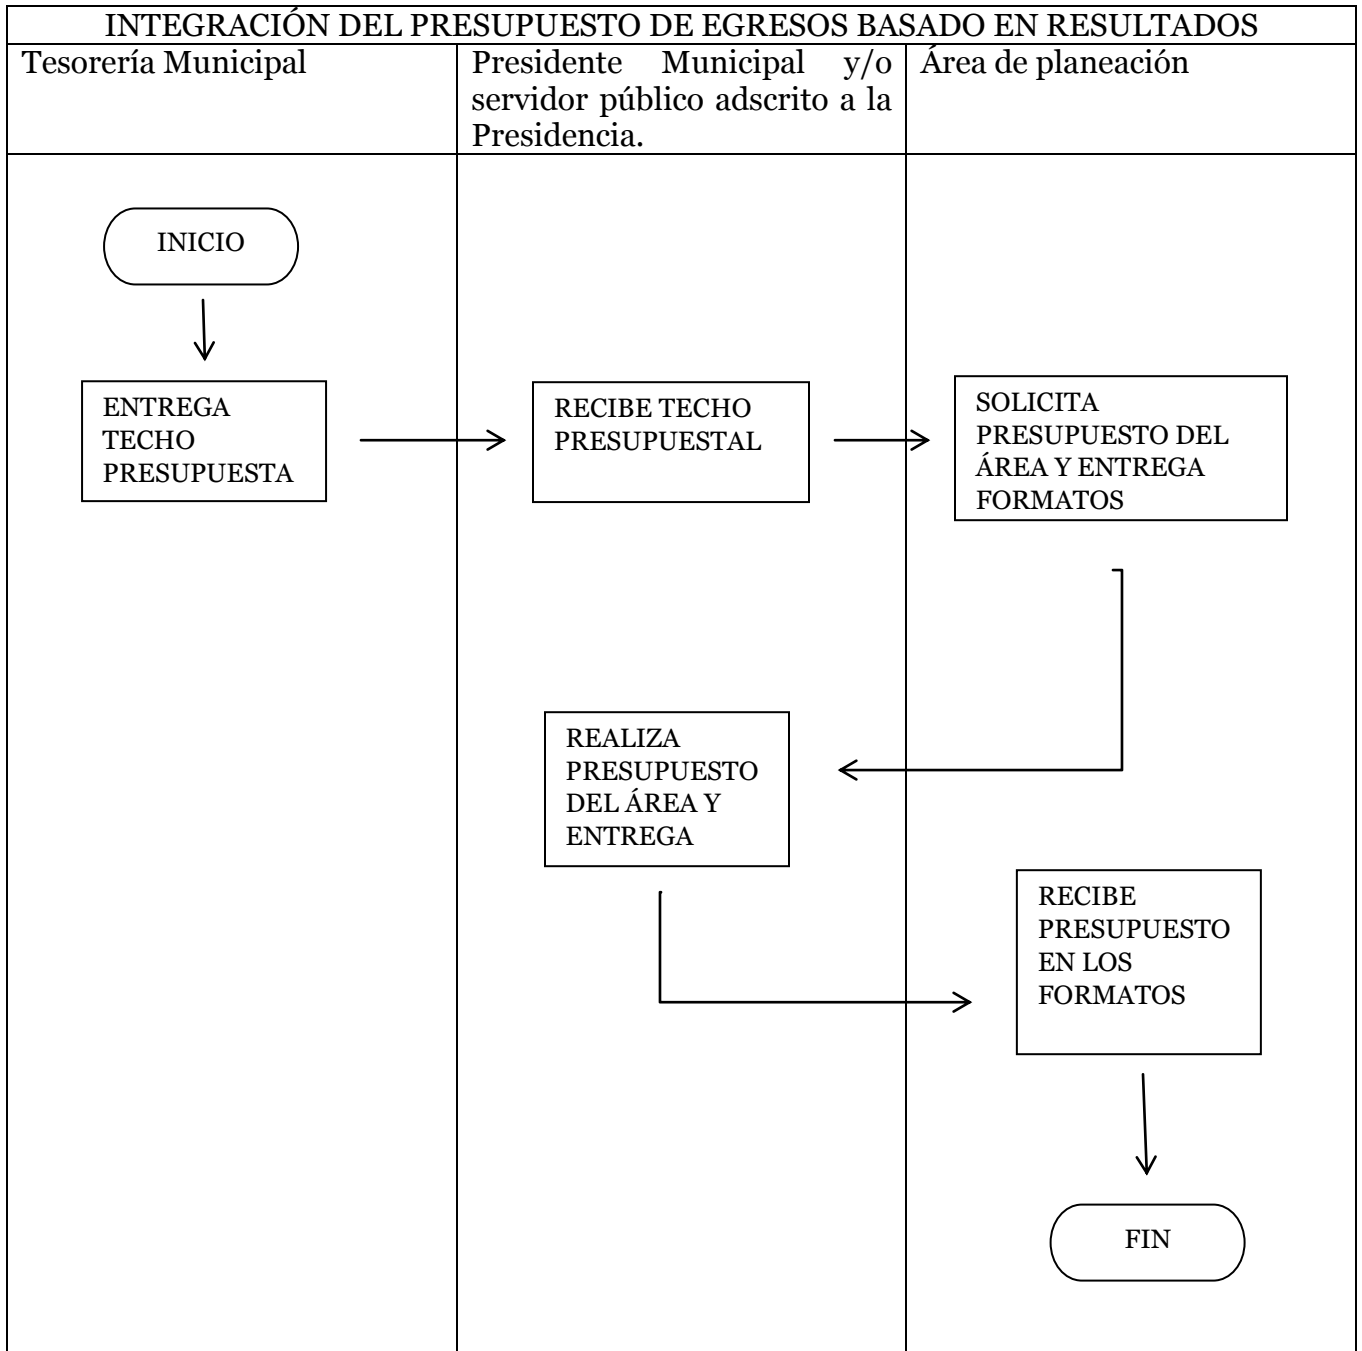 INTEGRACIÓN DEL PRESUPUESTO DE EGRESOS BASADO EN RESULTADOS
Tesorería Municipal
Presidente Municipal y/o
servidor público adscrito a la
Presidencia.
Área de planeación
INICIO
ENTREGA
TECHO
PRESUPUESTA
RECIBE TECHO
PRESUPUESTAL
SOLICITA
PRESUPUESTO DEL
ÁREA Y ENTREGA
FORMATOS
REALIZA
PRESUPUESTO
DEL ÁREA Y
ENTREGA
RECIBE
PRESUPUESTO
EN LOS
FORMATOS
FIN